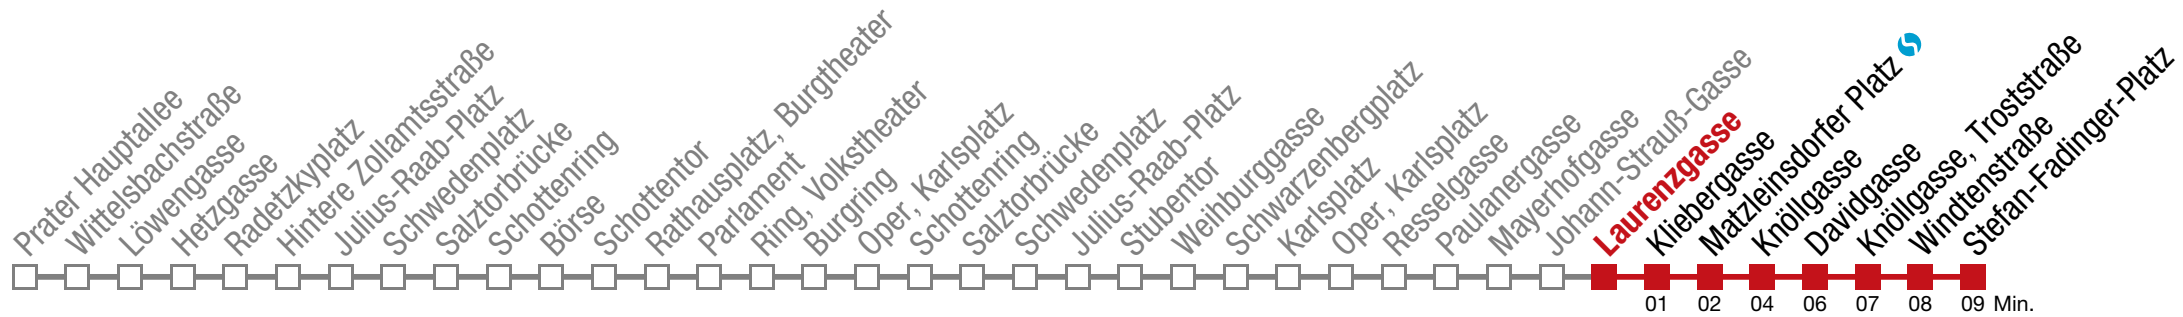 Prater Hauptallee
Wittelsbachstraße
Löwengasse
Hetzgasse
Radetzkyplatz
Hintere Zollamtsstraße
Julius-Raab-Platz
Schwedenplatz
Salztorbrücke
Schottenring
Börse
Schottentor
Rathausplatz, Burgtheater
Parlament
Ring, Volkstheater
Burgring
Oper, Karlsplatz
Schottenring
Salztorbrücke
Schwedenplatz
Julius-Raab-Platz
Stubentor
Weihburggasse
Schwarzenbergplatz
Karlsplatz
Oper, Karlsplatz
Resselgasse
Paulanergasse
Mayerhofgasse
Johann-Strauß-Gasse
Laurenzgasse
Kliebergasse
Matzleinsdorfer Platz
Knöllgasse
Davidgasse
Knöllgasse, Troststraße
Windtenstraße
Stefan-Fadinger-Platz
01 02 04 06 07 08 09 Min.